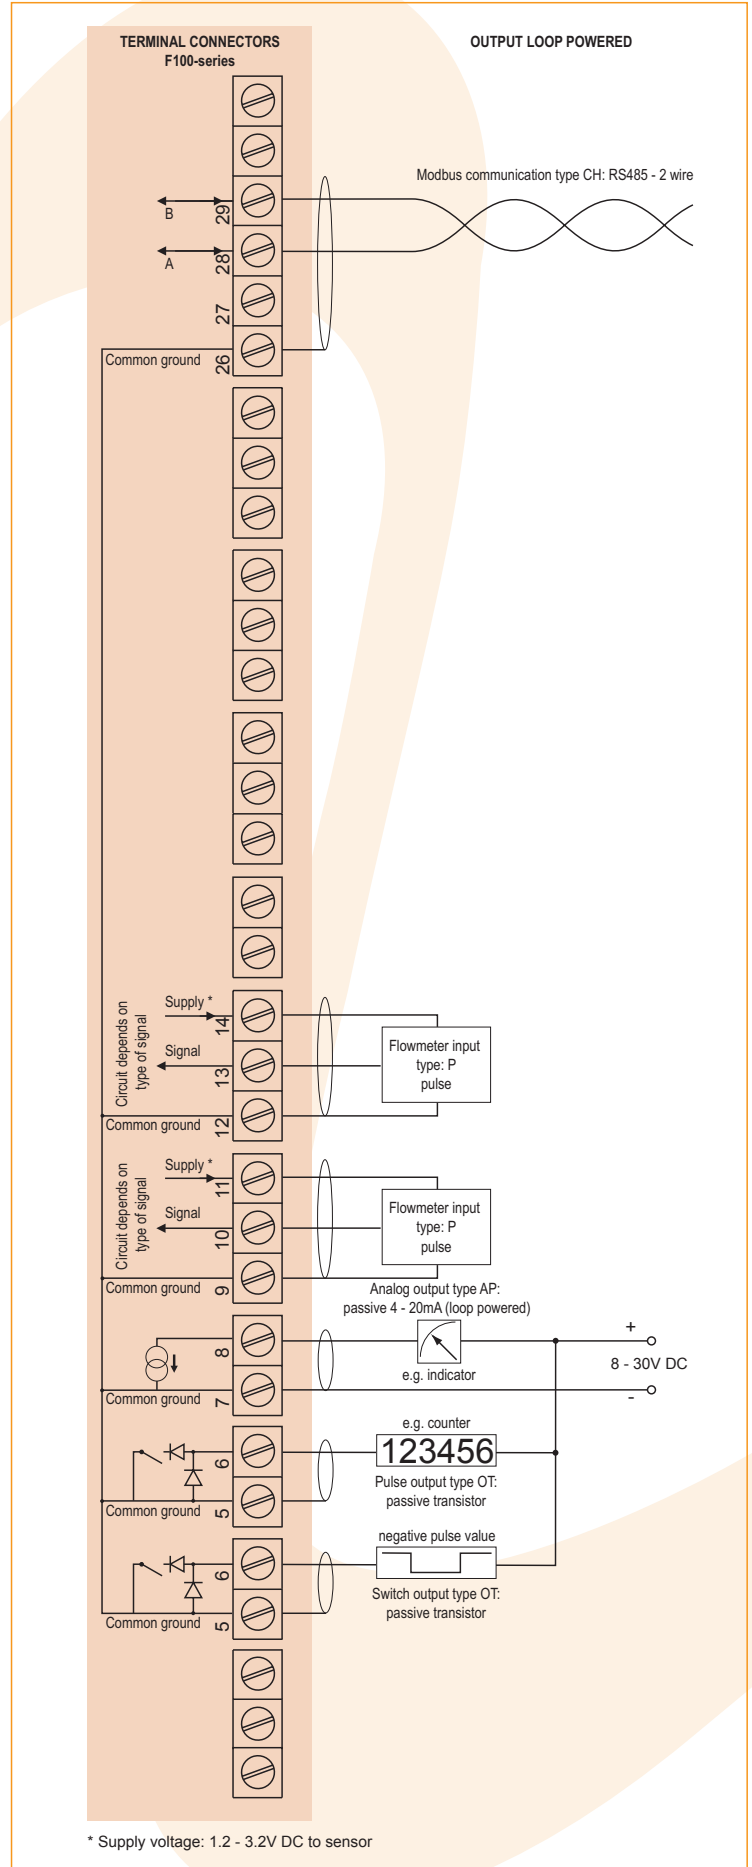 TERMINAL CONNECTORS
F100-series
OUTPUT LOOP POWERED
Modbus communication type CH: RS485 - 2 wire
B
29
A
28
27
Common ground
26
Circuit depends on
type of signal
Supply *
14
Signal
13
Common ground
12
Flowmeter input
type: P
pulse
Circuit depends on
type of signal
Supply *
11
Signal
10
Common ground
9
Flowmeter input
type: P
pulse
Analog output type AP:
passive 4 - 20mA (loop powered)
8
e.g. indicator
+
8 - 30V DC
-
Common ground
7
e.g. counter
6
123456
Pulse output type OT:
passive transistor
Common ground
5
negative pulse value
6
Switch output type OT:
passive transistor
Common ground
5
* Supply voltage: 1.2 - 3.2V DC to sensor